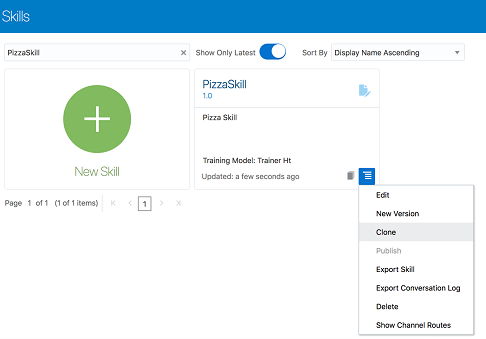 Skills
PizzaSkill × Show Only Latest Sort By Display Name Ascending
PizzaSkill
1.0
Pizza Skill
New Skill
Training Model: Trainer Ht
Updated: a few seconds ago
Page 1 of 1 (1 of 1 items) 1
Edit
New Version
Clone
Publish
Export Skill
Export Conversation Log
Delete
Show Channel Routes